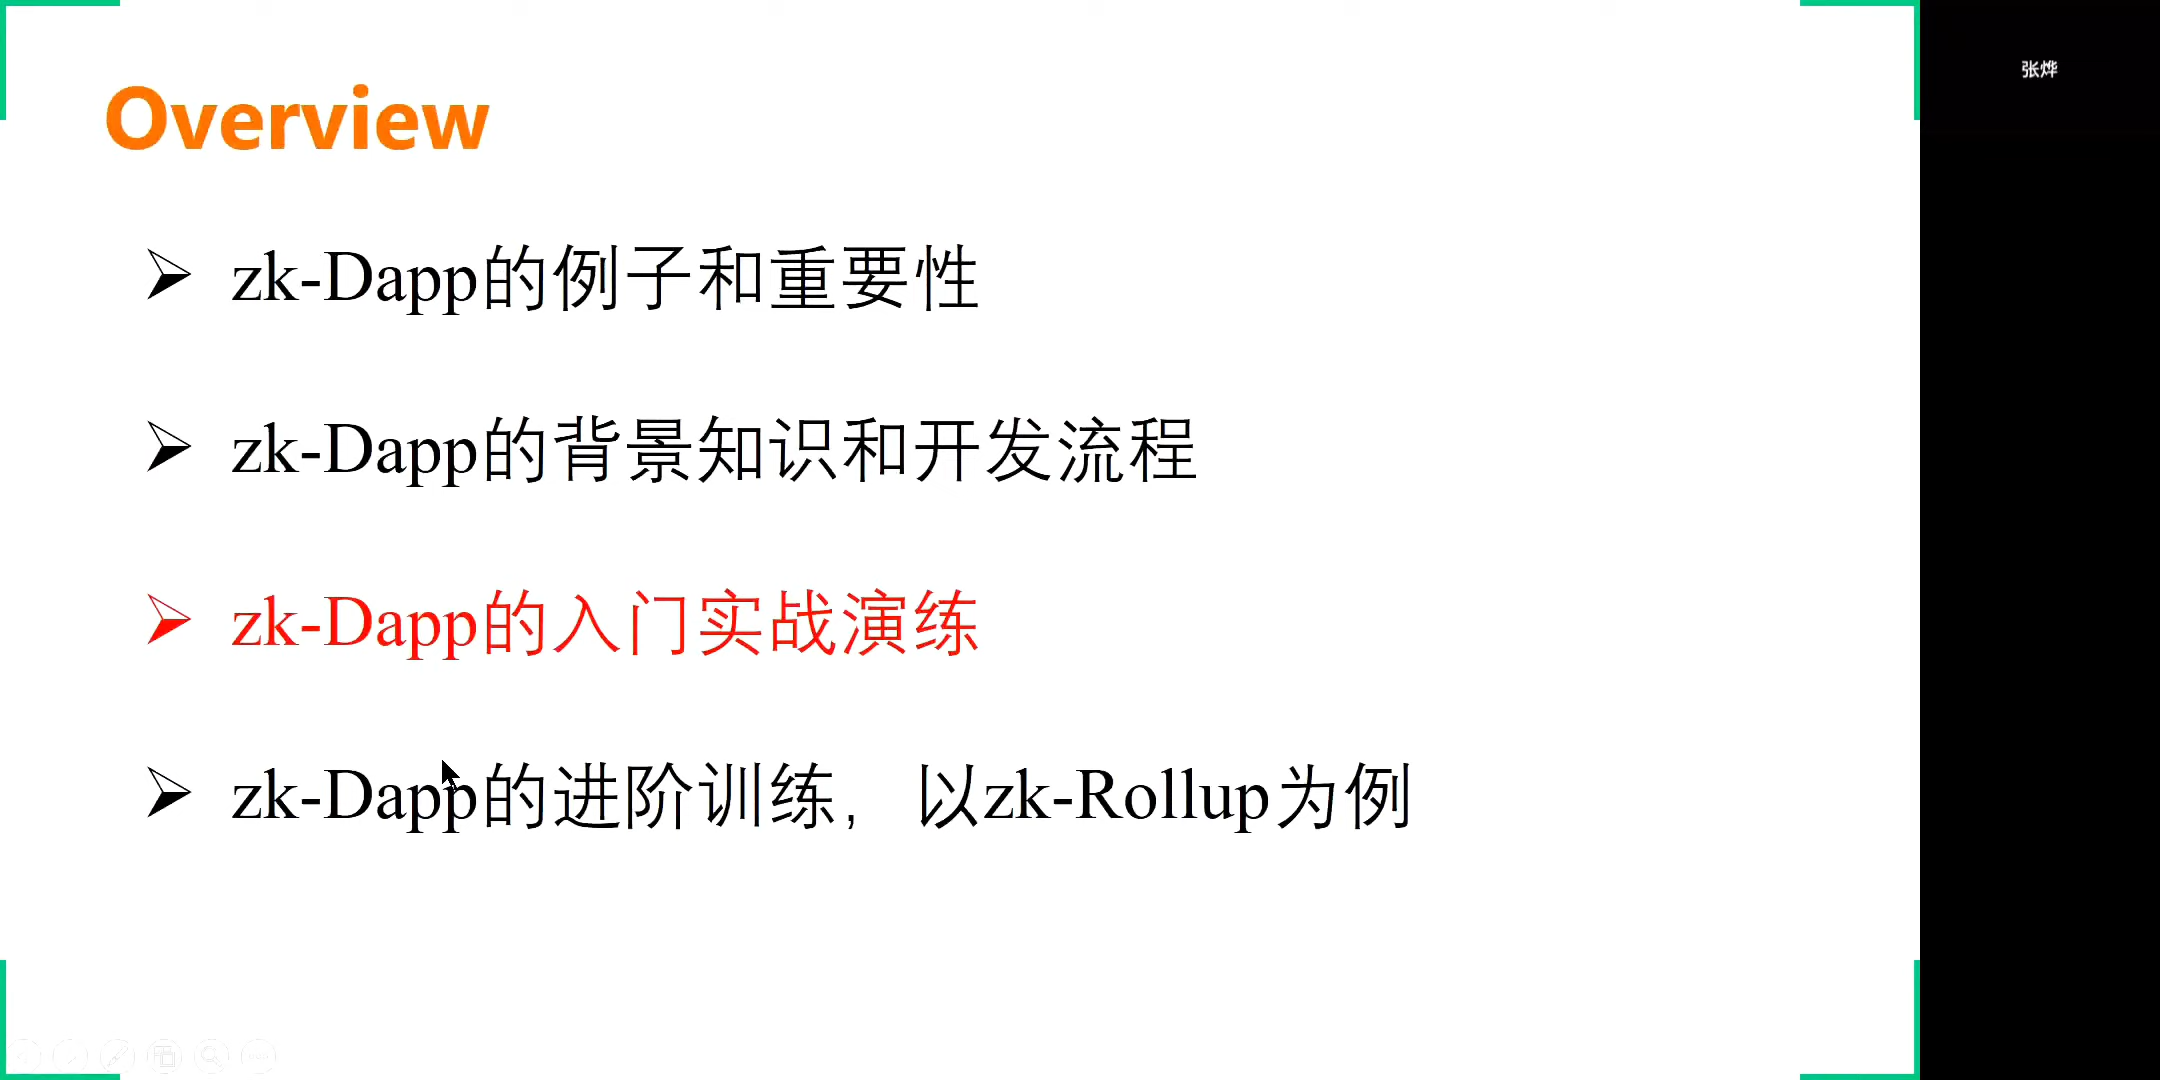 Overview
张烨
zk-Dapp的例子和重要性
zk-Dapp的背景知识和开发流程
zk-Dapp的入门实战演练
zk-Dapp的进阶训练，以zk-Rollup为例